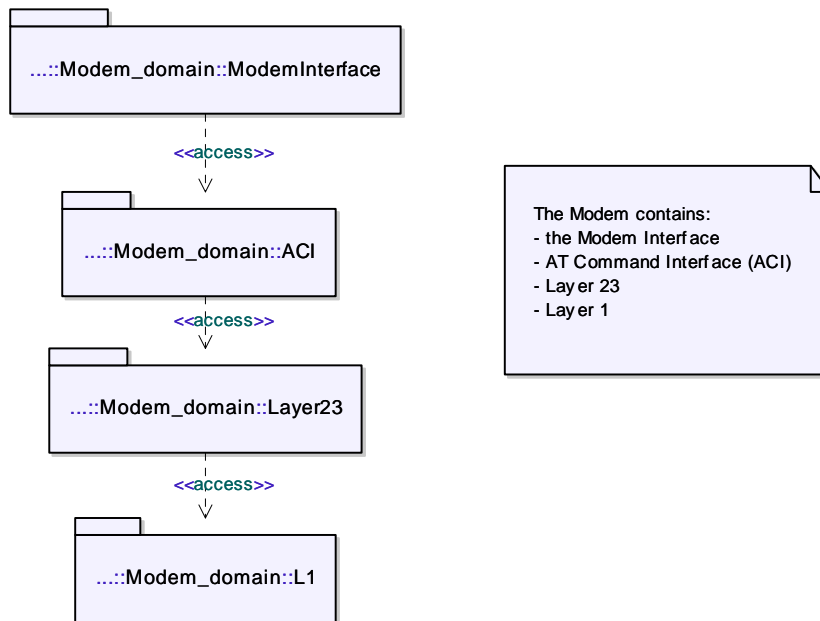 ...::Modem_domain::ModemInterface
<<access>>
...::Modem_domain::ACI
<<access>>
...::Modem_domain::Layer23
<<access>>
...::Modem_domain::L1
The Modem contains:
- the Modem Interface
- AT Command Interface (ACI)
- Layer 23
- Layer 1